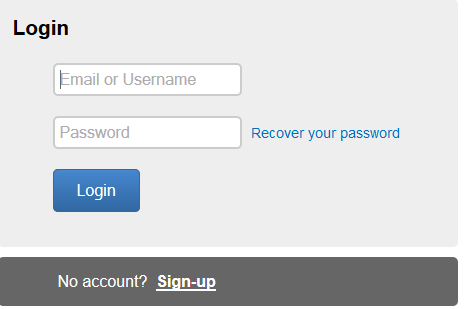 Login
Email or Username
Password Recover your password
Login
No account? Sign-up